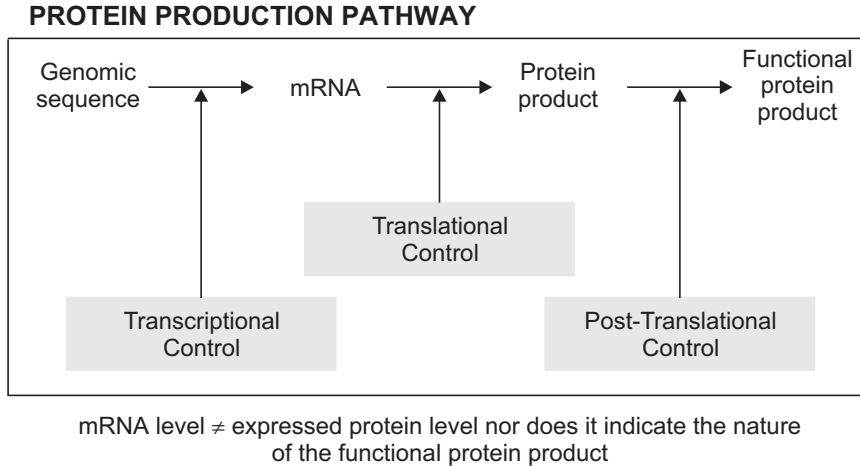 PROTEIN PRODUCTION PATHWAY
Genomic
sequence
mRNA
Protein
product
Functional
protein
product
Translational
Control
Transcriptional
Control
Post-Translational
Control
mRNA level ≠ expressed protein level nor does it indicate the nature
of the functional protein product